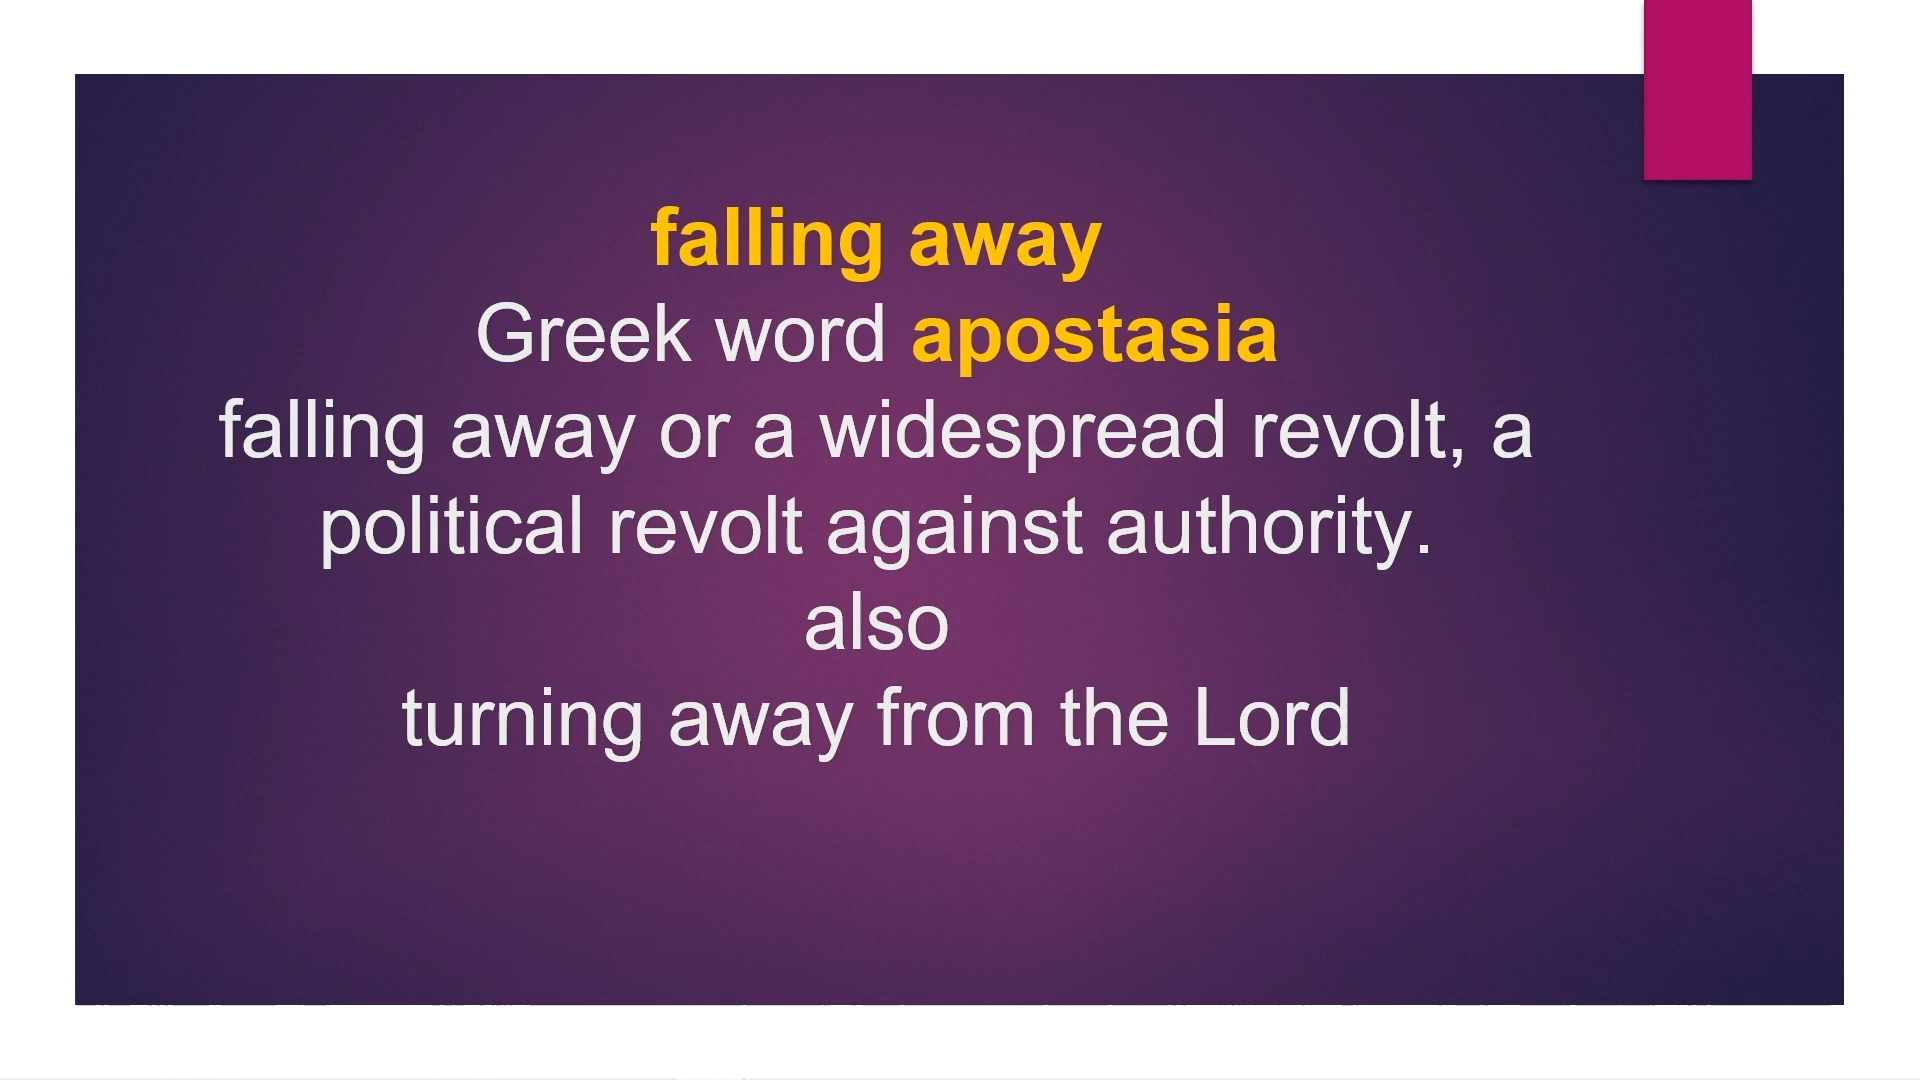 falling away
Greek word apostasia
falling away or a widespread revolt, a
political revolt against authority.
also
turning away from the Lord